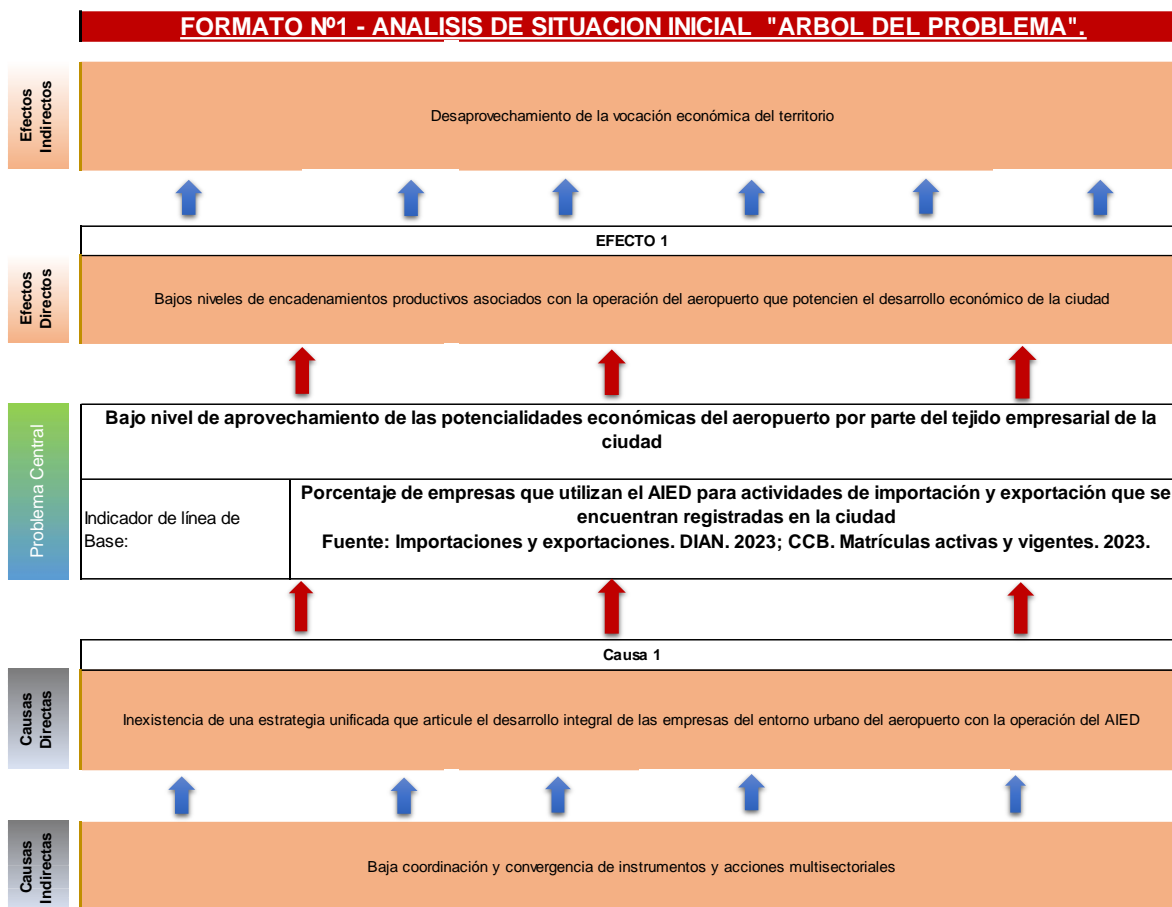 FORMATO Nº1 - ANALISIS DE SITUACION INICIAL "ARBOL DEL PROBLEMA".
Efectos
Indirectos
Desaprovechamiento de la vocación económica del territorio
EFECTO 1
Efectos
Directos
Bajos niveles de encadenamientos productivos asociados con la operación del aeropuerto que potencien el desarrollo económico de la ciudad
Problema Central
Bajo nivel de aprovechamiento de las potencialidades económicas del aeropuerto por parte del tejido empresarial de la
ciudad
Indicador de línea de
Base:
Porcentaje de empresas que utilizan el AIED para actividades de importación y exportación que se
encuentran registradas en la ciudad
Fuente: Importaciones y exportaciones. DIAN. 2023; CCB. Matrículas activas y vigentes. 2023.
Causa 1
Causas
Directas
Inexistencia de una estrategia unificada que articule el desarrollo integral de las empresas del entorno urbano del aeropuerto con la operación del AIED
Causas
Indirectas
Baja coordinación y convergencia de instrumentos y acciones multisectoriales